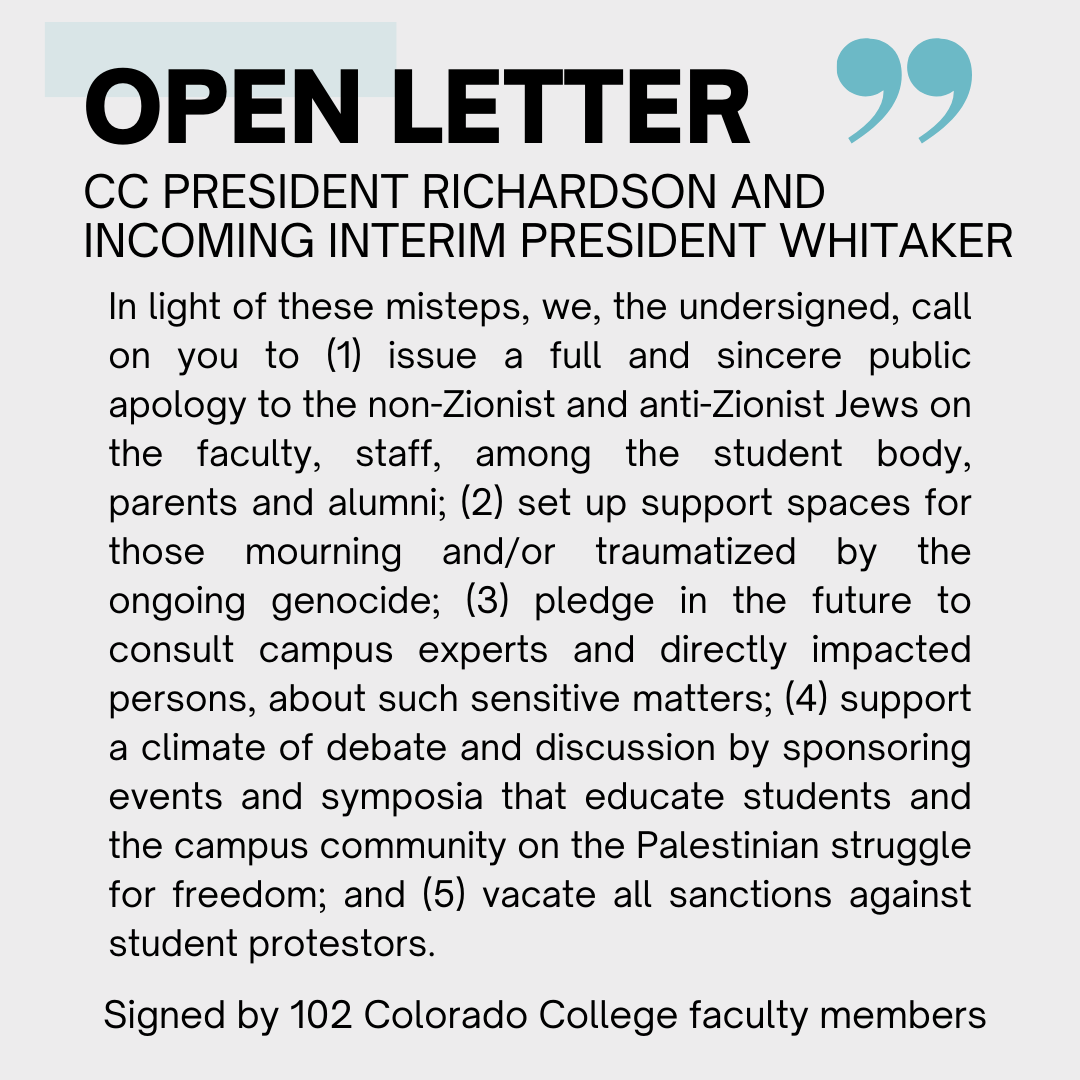 OPEN LETTER
CC PRESIDENT RICHARDSON AND
INCOMING INTERIM PRESIDENT WHITAKER
In light of these misteps, we, the undersigned, call
on you to (1) issue a full and sincere public
apology to the non-Zionist and anti-Zionist Jews on
the faculty, staff, among the student body,
parents and alumni; (2) set up support spaces for
those mourning and/or traumatized by the
ongoing genocide; (3) pledge in the future to
consult campus experts and directly impacted
persons, about such sensitive matters; (4) support
a climate of debate and discussion by sponsoring
events and symposia that educate students and
the campus community on the Palestinian struggle
for freedom; and (5) vacate all sanctions against
student protestors.
Signed by 102 Colorado College faculty members